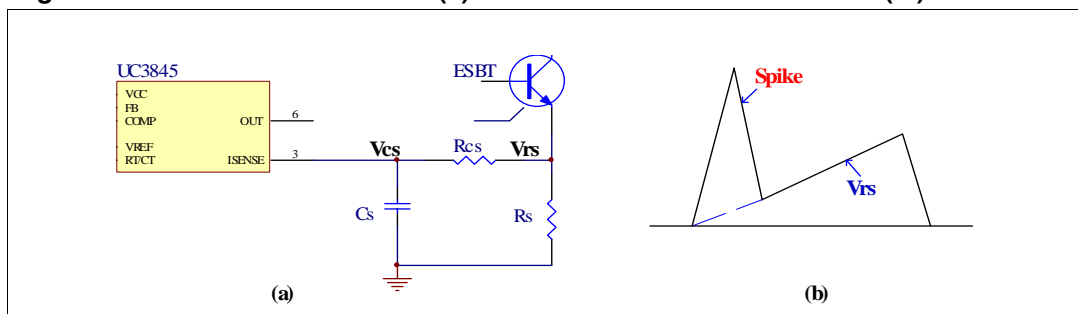 UC3845
VCC
FB
COMP
VREF
RT/CT
OUT
ISENSE
6
3
ESBT
Vcs
Rcs
Vrs
Cs
Rs
(a)
Spike
Vrs
(b)